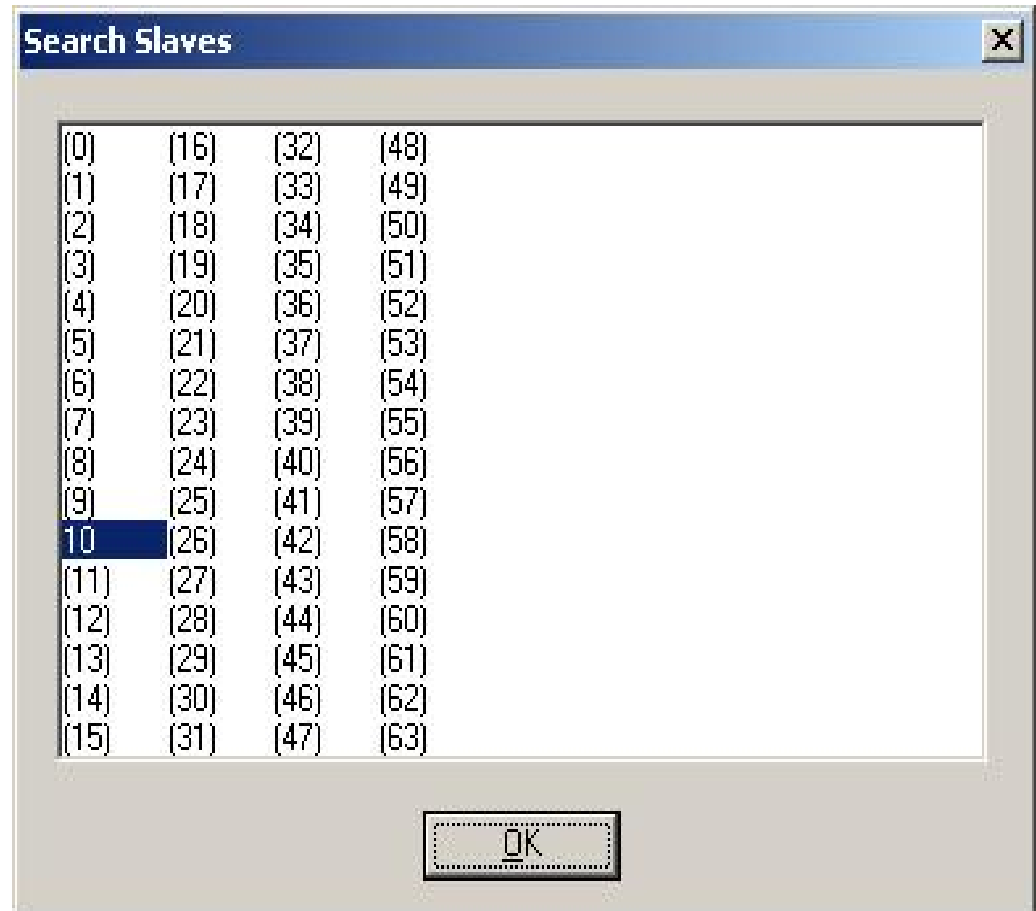 Search Slaves
(0) (16) (32) (48)
(1) (17) (33) (49)
(2) (18) (34) (50)
(3) (19) (35) (51)
(4) (20) (36) (52)
(5) (21) (37) (53)
(6) (22) (38) (54)
(7) (23) (39) (55)
(8) (24) (40) (56)
(9) (25) (41) (57)
10 (26) (42) (58)
(11) (27) (43) (59)
(12) (28) (44) (60)
(13) (29) (45) (61)
(14) (30) (46) (62)
(15) (31) (47) (63)
OK